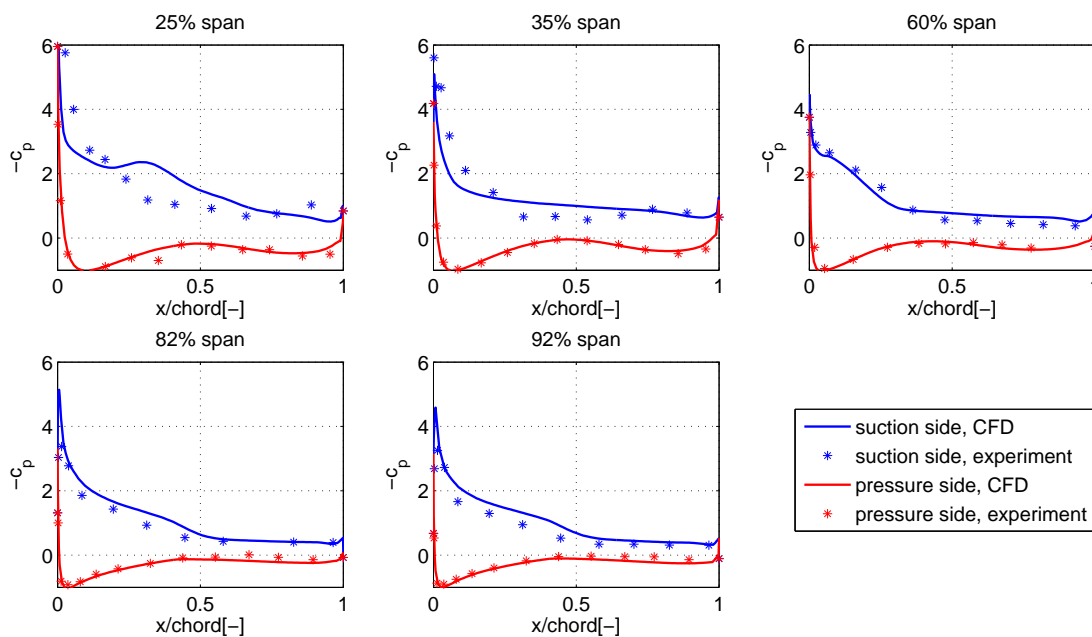 25% span
35% span
60% span
6
4
2
0
−c_p
0
0.5
1
x/chord[−]
6
4
2
0
−c_p
0
0.5
1
x/chord[−]
6
4
2
0
−c_p
0
0.5
1
x/chord[−]
82% span
92% span
6
4
2
0
−c_p
0
0.5
1
x/chord[−]
6
4
2
0
−c_p
0
0.5
1
x/chord[−]
suction side, CFD
suction side, experiment
pressure side, CFD
pressure side, experiment